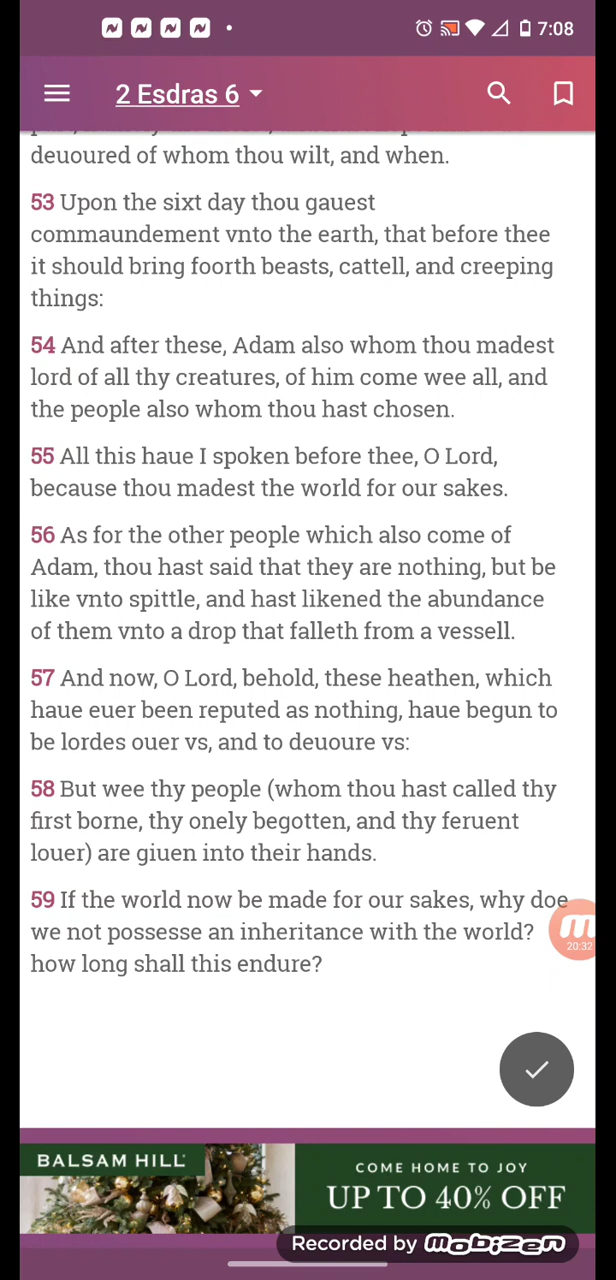 7:08
2 Esdras 6
deuoured of whom thou wilt, and when.
53 Upon the sixt day thou gauest
commaundement vnto the earth, that before thee
it should bring foorth beasts, cattell, and creeping
things:
54 And after these, Adam also whom thou madest
lord of all thy creatures, of him come wee all, and
the people also whom thou hast chosen.
55 All this haue I spoken before thee, O Lord,
because thou madest the world for our sakes.
56 As for the other people which also come of
Adam, thou hast said that they are nothing, but be
like vnto spittle, and hast likened the abundance
of them vnto a drop that falleth from a vessell.
57 And now, O Lord, behold, these heathen, which
haue euer been reputed as nothing, haue begun to
be lordes ouer vs, and to deuoure vs:
58 But wee thy people (whom thou hast called thy
first borne, thy onely begotten, and thy feruent
louer) are giuen into their hands.
59 If the world now be made for our sakes, why doe
we not possesse an inheritance with the world?
how long shall this endure?
m
20:32
BALSAM HILL
COME HOME TO JOY
UP TO 40% OFF
Recorded by mobizen